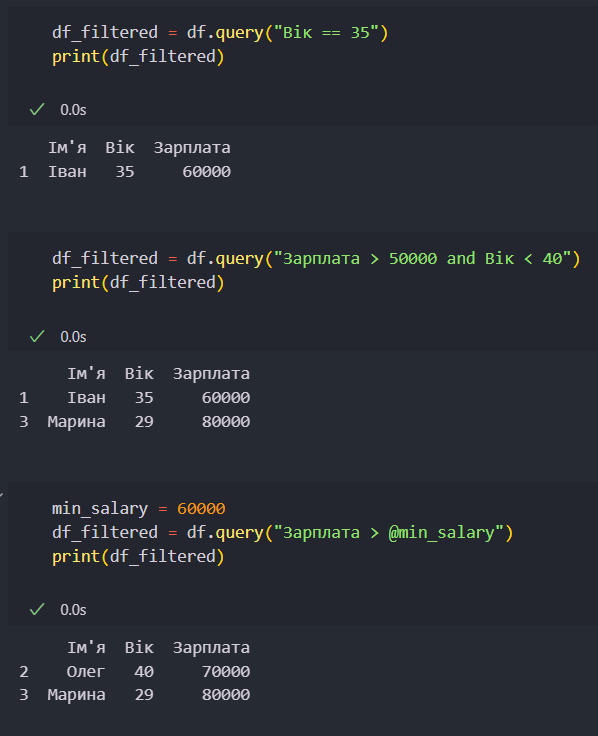 df_filtered = df.query("Вік == 35")
print(df_filtered)
0.0s
Ім'я Вік Зарплата
1 Іван 35 60000
df_filtered = df.query("Зарплата > 50000 and Вік < 40")
print(df_filtered)
0.0s
Ім'я Вік Зарплата
1 Іван 35 60000
3 Марина 29 80000
min_salary = 60000
df_filtered = df.query("Зарплата > @min_salary")
print(df_filtered)
0.0s
Ім'я Вік Зарплата
2 Олег 40 70000
3 Марина 29 80000